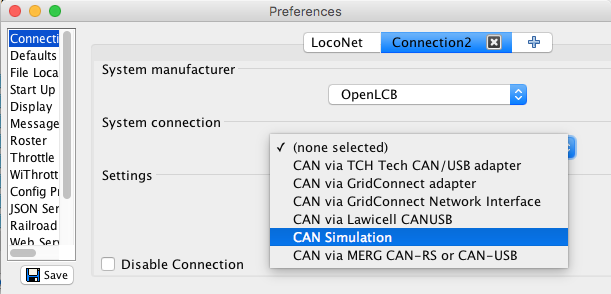 Preferences
LocoNet
Connection2
Connecti
Defaults
File Loca
Start Up
Display
Message
Roster
Throttle
WiThrott
Config Pr
JSON Ser
Railroad
Web Serv
Save
System manufacturer
OpenLCB
System connection
✓ (none selected)
CAN via TCH Tech CAN/USB adapter
CAN via GridConnect adapter
CAN via GridConnect Network Interface
CAN via Lawicell CANUSB
CAN Simulation
CAN via MERG CAN-RS or CAN-USB
Settings
Disable Connection